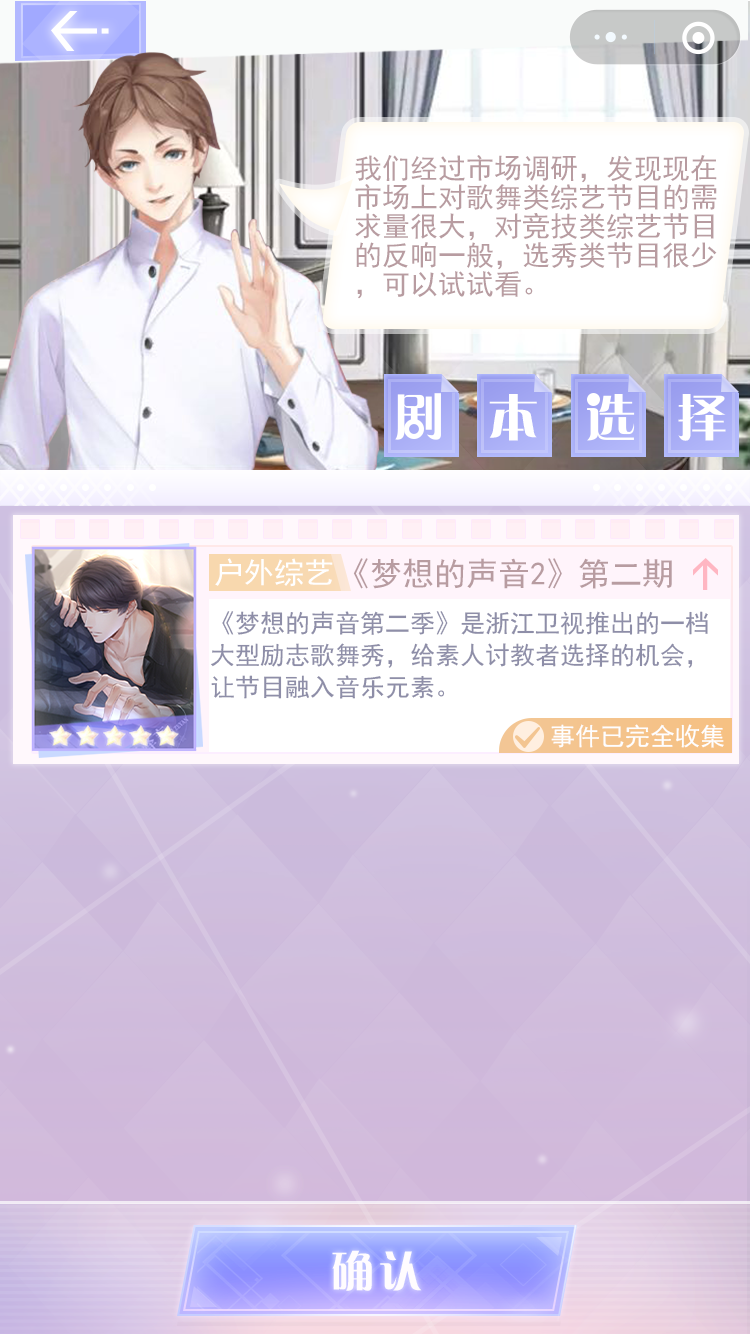 我们经过市场调研，发现现在
市场上对歌舞类综艺节目的需
求量很大，对竞技类综艺节目
的反响一般，选秀类节目很少
，可以试试看。
剧本选择
户外综艺《梦想的声音2》第二期
《梦想的声音第二季》是浙江卫视推出的一档
大型励志歌舞秀，给素人讨教者选择的机会，
让节目融入音乐元素。
事件已完全收集
确认